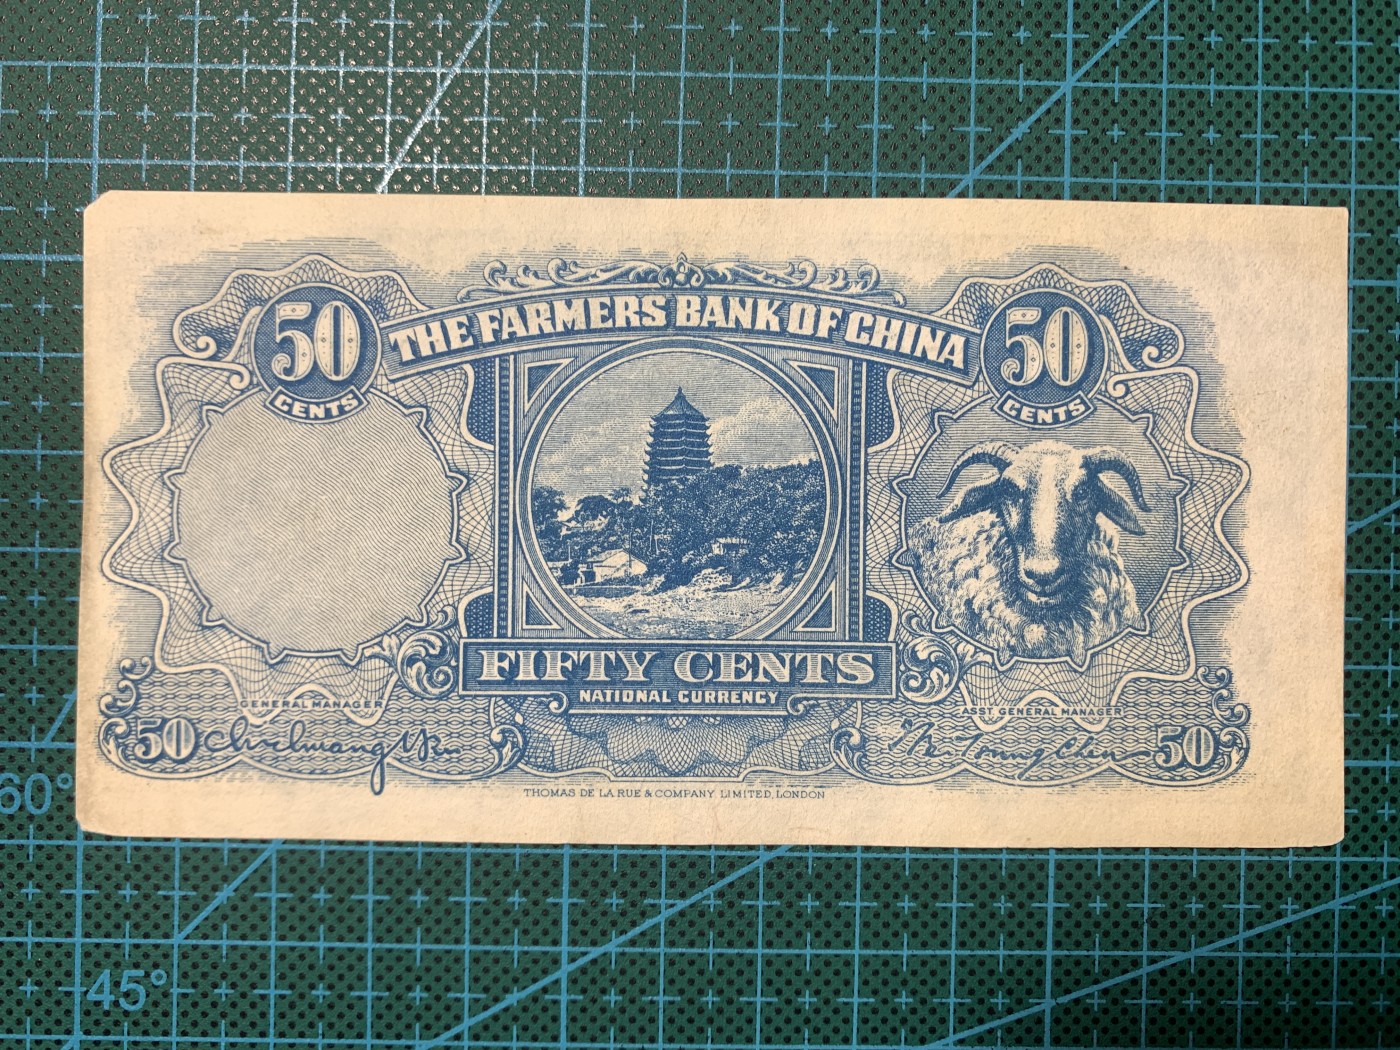 THE FARMERS BANK OF CHINA
50
CENTS
50
CENTS
FIFTY CENTS
NATIONAL CURRENCY
GENERAL MANAGER
ASST GENERAL MANAGER
50
50
THOMAS DE LA RUE & COMPANY, LIMITED, LONDON
60°
45°